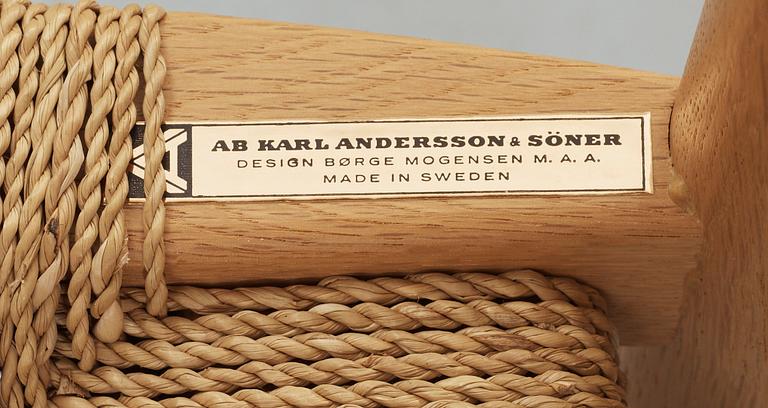 AB KARL ANDERSSON & SÖNER
DESIGN BØRGE MOGENSEN M. A. A.
MADE IN SWEDEN